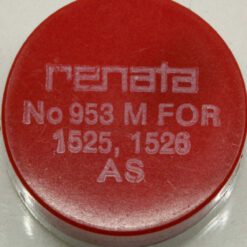 renata
No 953 M FOR
1525, 1526
AS